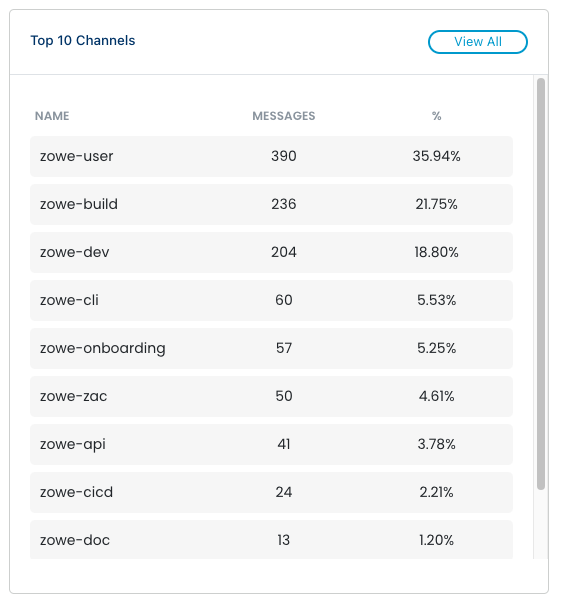 Top 10 Channels View All
NAME MESSAGES %
zowe-user 390 35.94%
zowe-build 236 21.75%
zowe-dev 204 18.80%
zowe-cli 60 5.53%
zowe-onboarding 57 5.25%
zowe-zac 50 4.61%
zowe-api 41 3.78%
zowe-cicd 24 2.21%
zowe-doc 13 1.20%